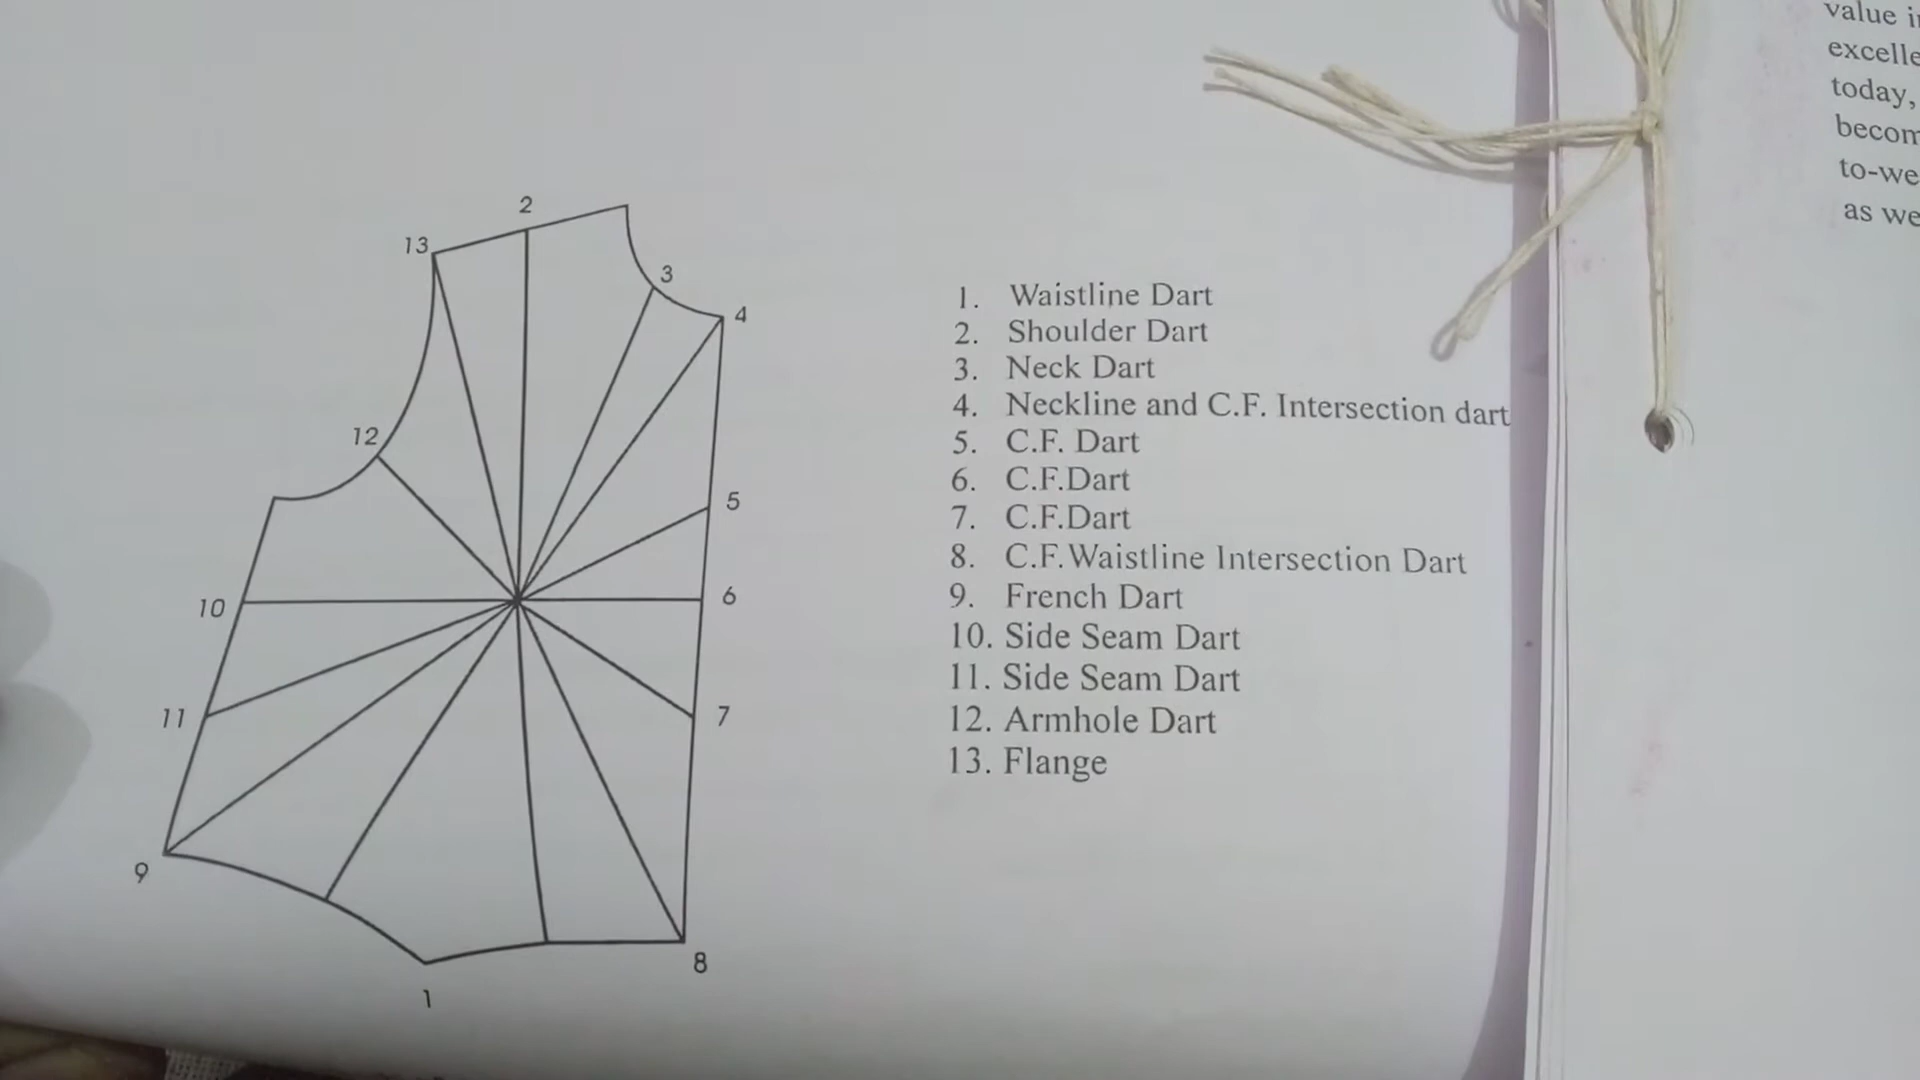 2
13
3
4
12
5
10
6
11
7
9
8
1
1. Waistline Dart
2. Shoulder Dart
3. Neck Dart
4. Neckline and C.F. Intersection dart
5. C.F. Dart
6. C.F.Dart
7. C.F.Dart
8. C.F.Waistline Intersection Dart
9. French Dart
10. Side Seam Dart
11. Side Seam Dart
12. Armhole Dart
13. Flange
value
today,
to-we
as we